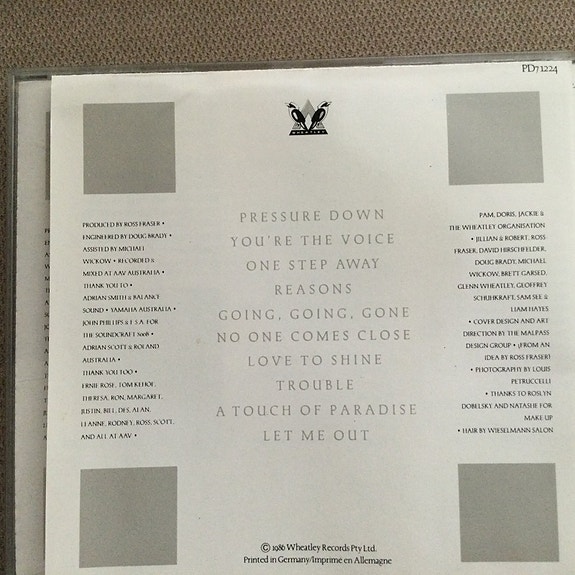 PD71224
WHEATLEY
PRODUCED BY ROSS FRASER •
ENGINEERED BY DOUG BRADY •
ASSISTED BY MICHAEL
WICKOW • RECORDED &
MIXED AT AAV AUSTRALIA •
THANK YOU TO •
ADRIAN SMITH & BALANCE
SOUND • YAMAHA AUSTRALIA •
JOHN PHILLIPS & F.S.A. FOR
THE SOUNDCRAFT 200B •
ADRIAN SCOTT & ROLAND
AUSTRALIA •
THANK YOU TOO •
ERNIE ROSE, TOM KEHOE,
THERESA, RON, MARGARET,
JUSTIN, BILL, DES, ALAN,
LEANNE, RODNEY, ROSS, SCOTT,
AND ALL AT AAV •
PRESSURE DOWN
YOU'RE THE VOICE
ONE STEP AWAY
REASONS
GOING, GOING, GONE
NO ONE COMES CLOSE
LOVE TO SHINE
TROUBLE
A TOUCH OF PARADISE
LET ME OUT
PAM, DORIS, JACKIE &
THE WHEATLEY ORGANISATION
• JILLIAN & ROBERT, ROSS
FRASER, DAVID HIRSCHFELDER,
DOUG BRADY, MICHAEL
WICKOW, BRETT GARSED,
GLENN WHEATLEY, GEOFFREY
SCHUHKRAFT, SAM SEE &
LIAM HAYES
• COVER DESIGN AND ART
DIRECTION BY THE MALPASS
DESIGN GROUP • (FROM AN
IDEA BY ROSS FRASER)
• PHOTOGRAPHY BY LOUIS
PETRUCCELLI
• THANKS TO ROSLYN
DOBELSKY AND NATASHE FOR
MAKE UP
• HAIR BY WIESELMANN SALON.
© 1986 Wheatley Records Pty Ltd.
Printed in Germany/Imprimé en Allemagne